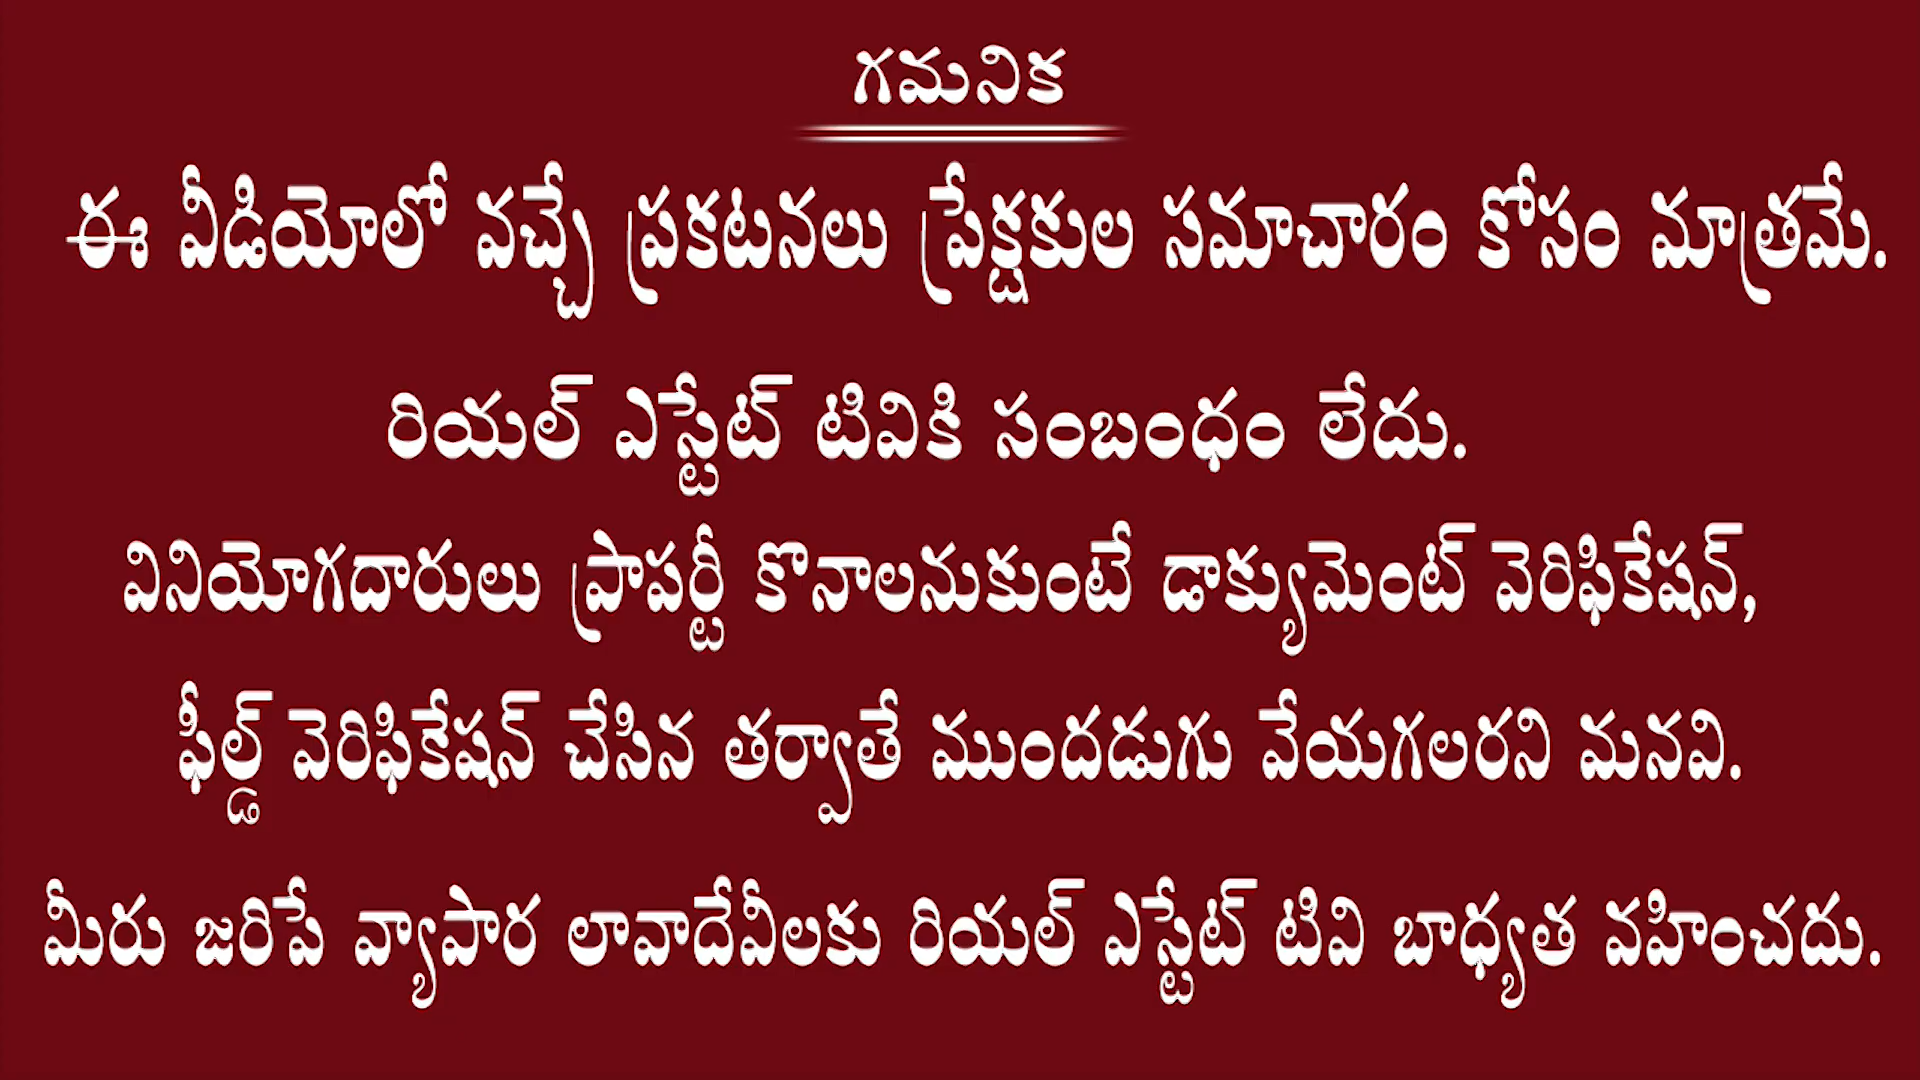 గమనిక
ఈ వీడియోలో వచ్చే ప్రకటనలు ప్రేక్షకుల సమాచారం కోసం మాత్రమే.
రియల్ ఎస్టేట్ టివికి సంబంధం లేదు.
వినియోగదారులు ప్రాపర్టీ కొనాలనుకుంటే డాక్యుమెంట్ వెరిఫికేషన్,
ఫీల్డ్ వెరిఫికేషన్ చేసిన తర్వాతే ముందడుగు వేయగలరని మనవి.
మీరు జరిపే వ్యాపార లావాదేవీలకు రియల్ ఎస్టేట్ టివి బాధ్యత వహించదు.